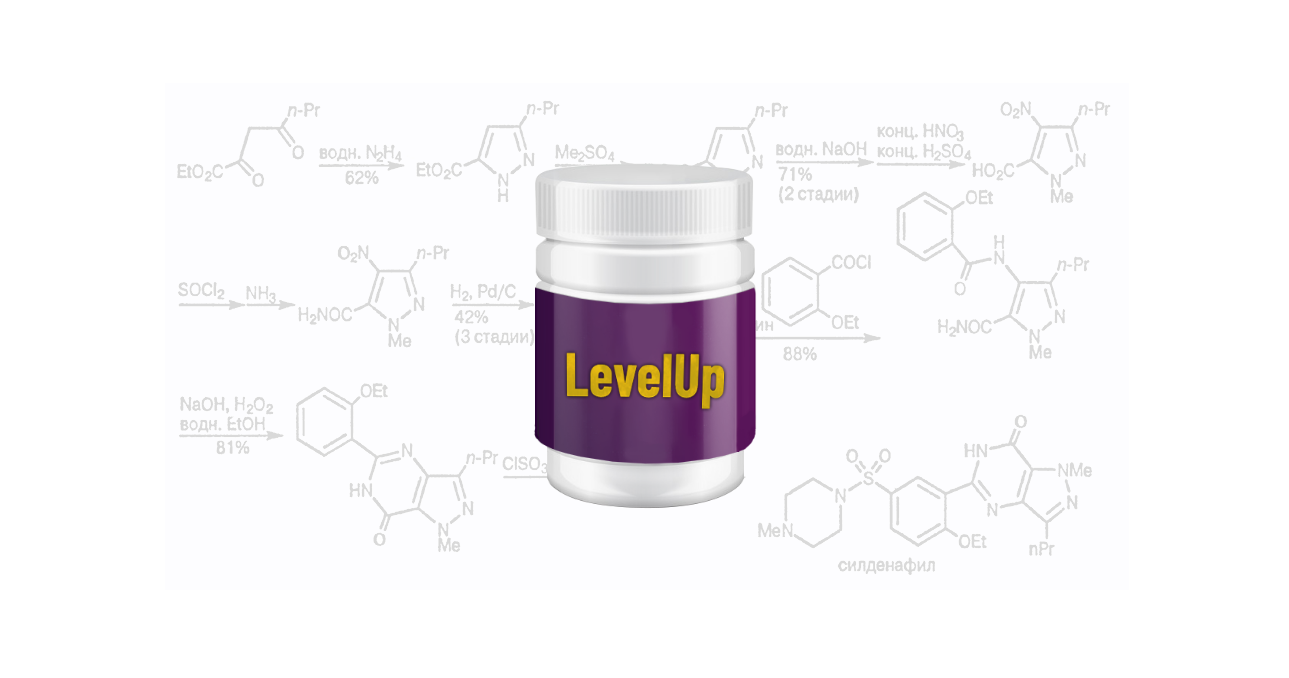 n-Pr
EtO₂C
O
O
водн. N₂H₄
62%
n-Pr
EtO₂C
N
N
H
Me₂SO₄
n-Pr
N
водн. NaOH
71%
(2 стадии)
конц. HNO₃
конц. H₂SO₄
O₂N
n-Pr
HO₂C
N
N
Me
SOCl₂
NH₃
O₂N
n-Pr
H₂NOC
N
N
Me
H₂, Pd/C
42%
(3 стадии)
COCl
OEt
88%
OEt
H
N
O
n-Pr
H₂NOC
N
N
Me
LevelUp
NaOH, H₂O₂
водн. EtOH
81%
OEt
N
n-Pr
HN
N
O
N
Me
ClSO₃
O
HN
O
O
S
N
NMe
N
N
MeN
OEt
nPr
силденафил